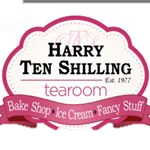 HARRY
TEN SHILLING
Est. 1977
tearoom
Bake Shop • Ice Cream • Fancy Stuff